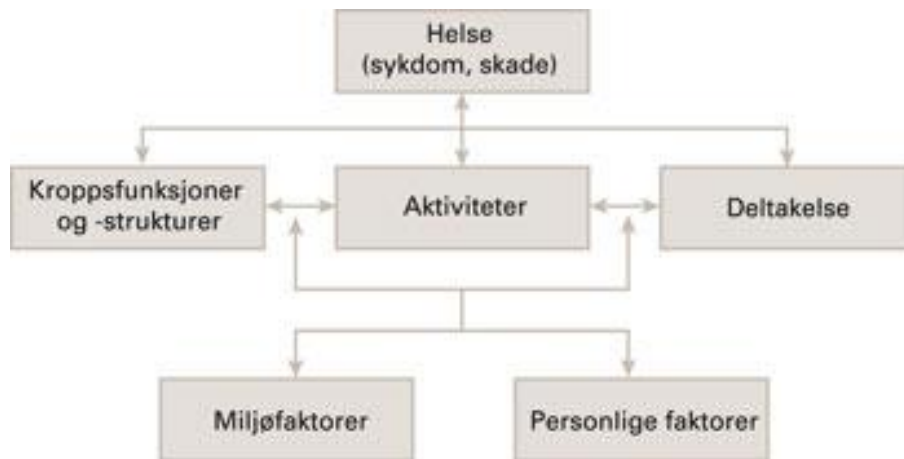 Helse
(sykdom, skade)
Kroppsfunksjoner
og -strukturer
Aktiviteter
Deltakelse
Miljøfaktorer
Personlige faktorer